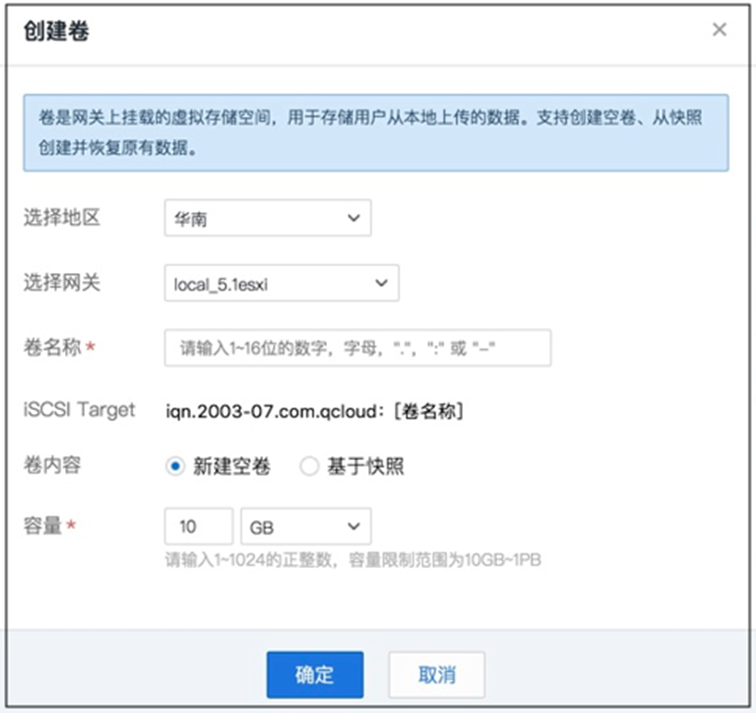 创建卷
卷是网关上挂载的虚拟存储空间，用于存储用户从本地上传的数据。支持创建空卷、从快照
创建并恢复原有数据。
选择地区 华南
选择网关 local_5.1esxi
卷名称* 请输入1~16位的数字，字母，"."，":" 或 "-"
iSCSI Target iqn.2003-07.com.qcloud：[卷名称]
卷内容 新建空卷 基于快照
容量* 10 GB
请输入1~1024的正整数，容量限制范围为10GB~1PB
确定 取消